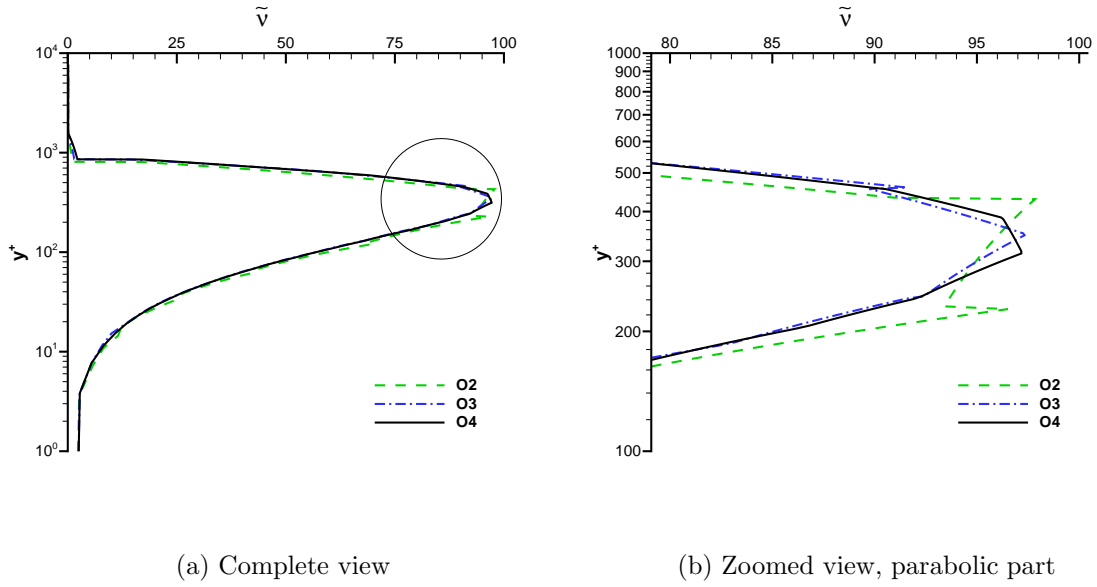 ν̃
0 25 50 75 100
10⁴
10³
10²
10¹
10⁰
y⁺
O2
O3
O4
(a) Complete view
ν̃
80 85 90 95 100
1000
900
800
700
600
500
400
300
200
100
y⁺
O2
O3
O4
(b) Zoomed view, parabolic part